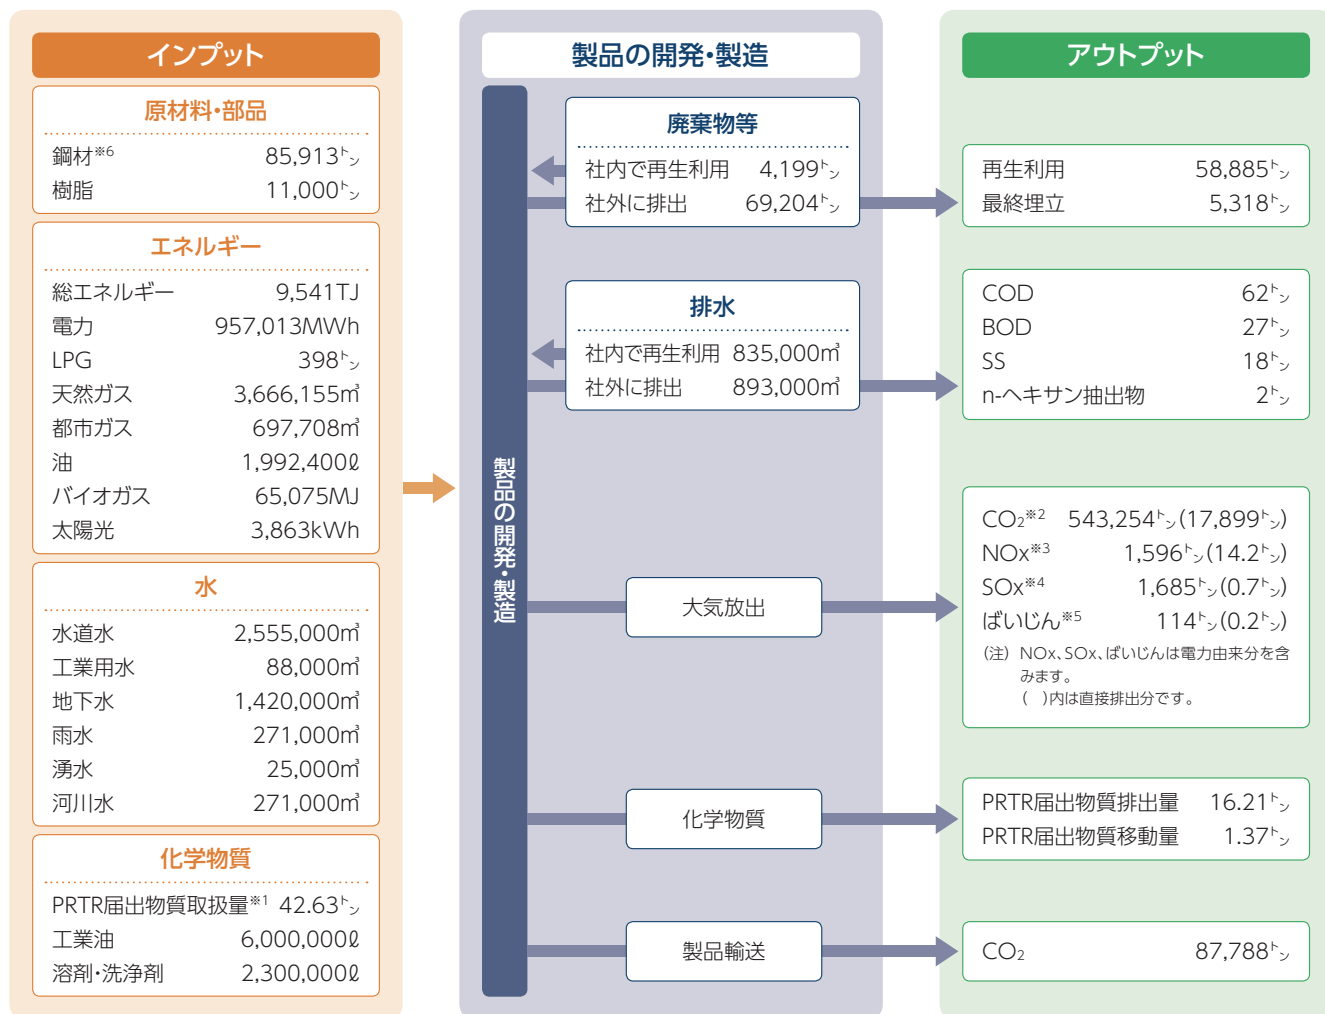 インプット
原材料・部品
鋼材※6 85,913トン
樹脂 11,000トン
エネルギー
総エネルギー 9,541TJ
電力 957,013MWh
LPG 398トン
天然ガス 3,666,155㎥
都市ガス 697,708㎥
油 1,992,400ℓ
バイオガス 65,075MJ
太陽光 3,863kWh
水
水道水 2,555,000㎥
工業用水 88,000㎥
地下水 1,420,000㎥
雨水 271,000㎥
湧水 25,000㎥
河川水 271,000㎥
化学物質
PRTR届出物質取扱量※1 42.63トン
工業油 6,000,000ℓ
溶剤・洗浄剤 2,300,000ℓ
製品の開発・製造
製品の開発・製造
廃棄物等
社内で再生利用 4,199トン
社外に排出 69,204トン
排水
社内で再生利用 835,000㎥
社外に排出 893,000㎥
大気放出
化学物質
製品輸送
アウトプット
再生利用 58,885トン
最終埋立 5,318トン
COD 62トン
BOD 27トン
SS 18トン
n-ヘキサン抽出物 2トン
CO₂※2 543,254トン(17,899トン)
NOx※3 1,596トン(14.2トン)
SOx※4 1,685トン(0.7トン)
ばいじん※5 114トン(0.2トン)
(注) NOx、SOx、ばいじんは電力由来分を含
みます。
( )内は直接排出分です。
PRTR届出物質排出量 16.21トン
PRTR届出物質移動量 1.37トン
CO₂ 87,788トン